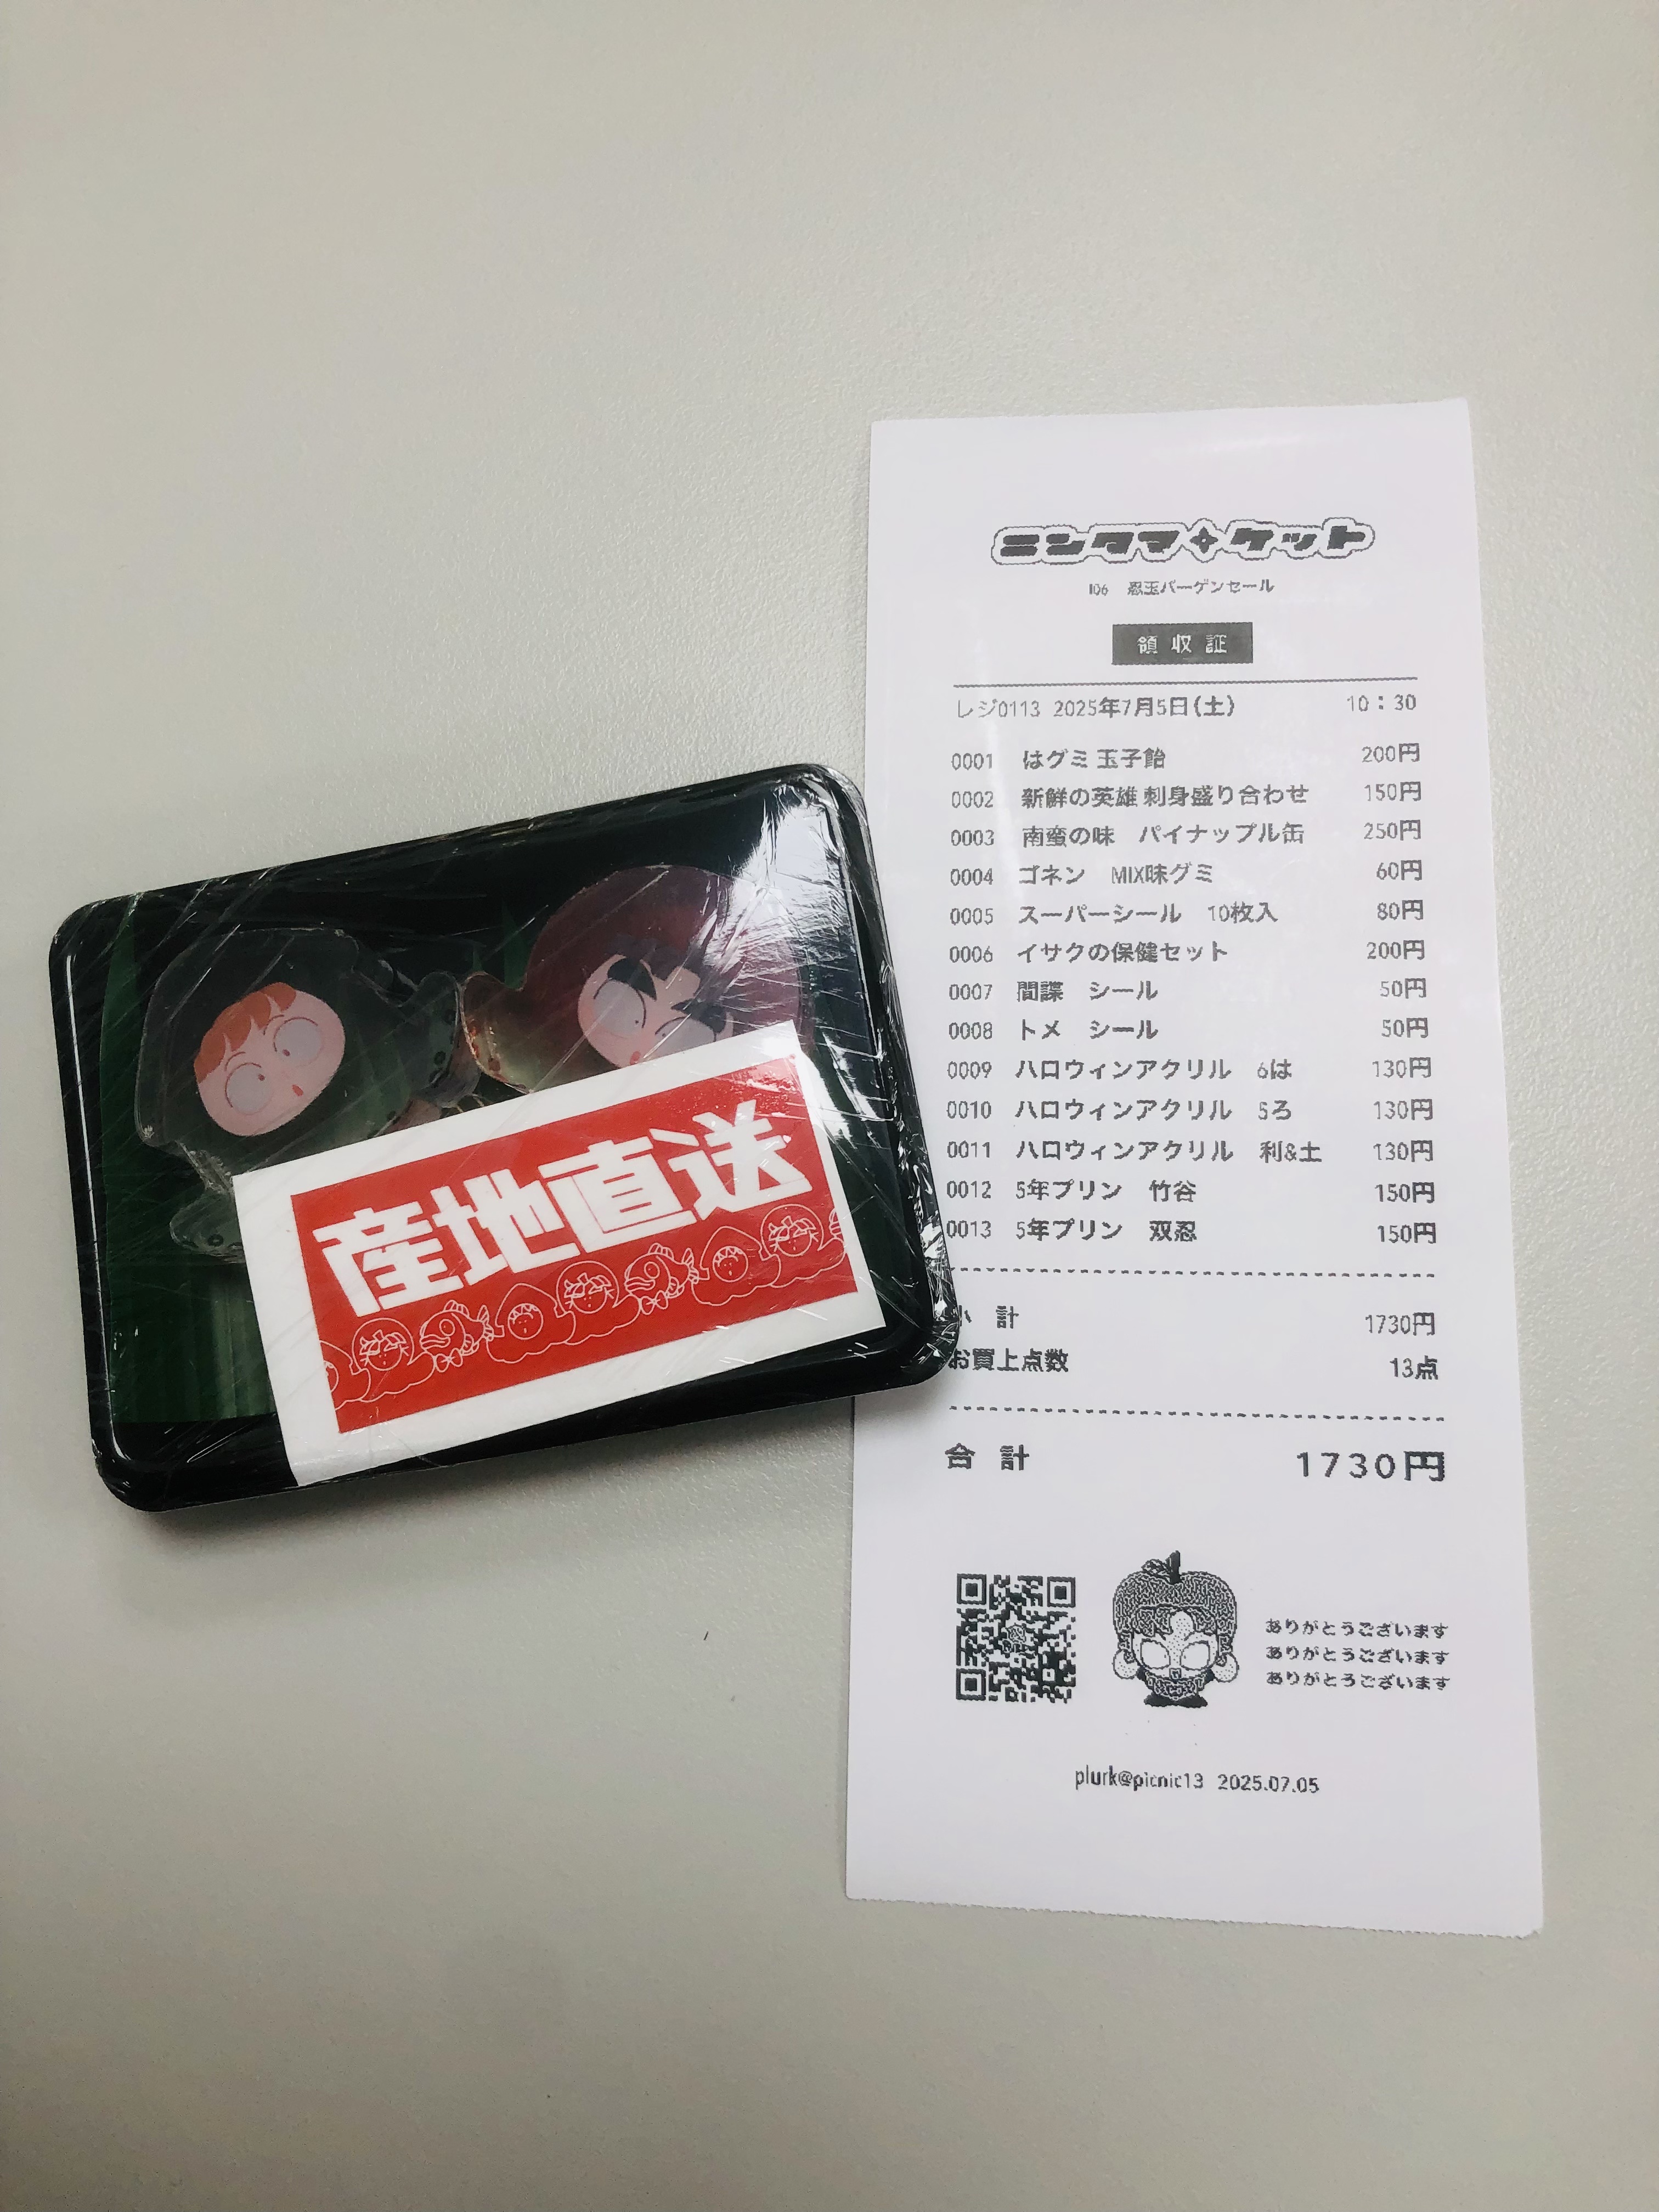 産地直送
ニンタマ✦ケット
I06 忍玉バーゲンセール
領収証
レジ0113 2025年7月5日(土) 10:30
0001 はグミ 玉子飴 200円
0002 新鮮の英雄 刺身盛り合わせ 150円
0003 南蛮の味 パイナップル缶 250円
0004 ゴネン MIX味グミ 60円
0005 スーパーシール 10枚入 80円
0006 イサクの保健セット 200円
0007 間諜 シール 50円
0008 トメ シール 50円
0009 ハロウィンアクリル 6は 130円
0010 ハロウィンアクリル 5ろ 130円
0011 ハロウィンアクリル 利&土 130円
0012 5年プリン 竹谷 150円
0013 5年プリン 双忍 150円
小計 1730円
お買上点数 13点
合計 1730円
ありがとうございます
ありがとうございます
ありがとうございます
plurk@picnic13 2025.07.05